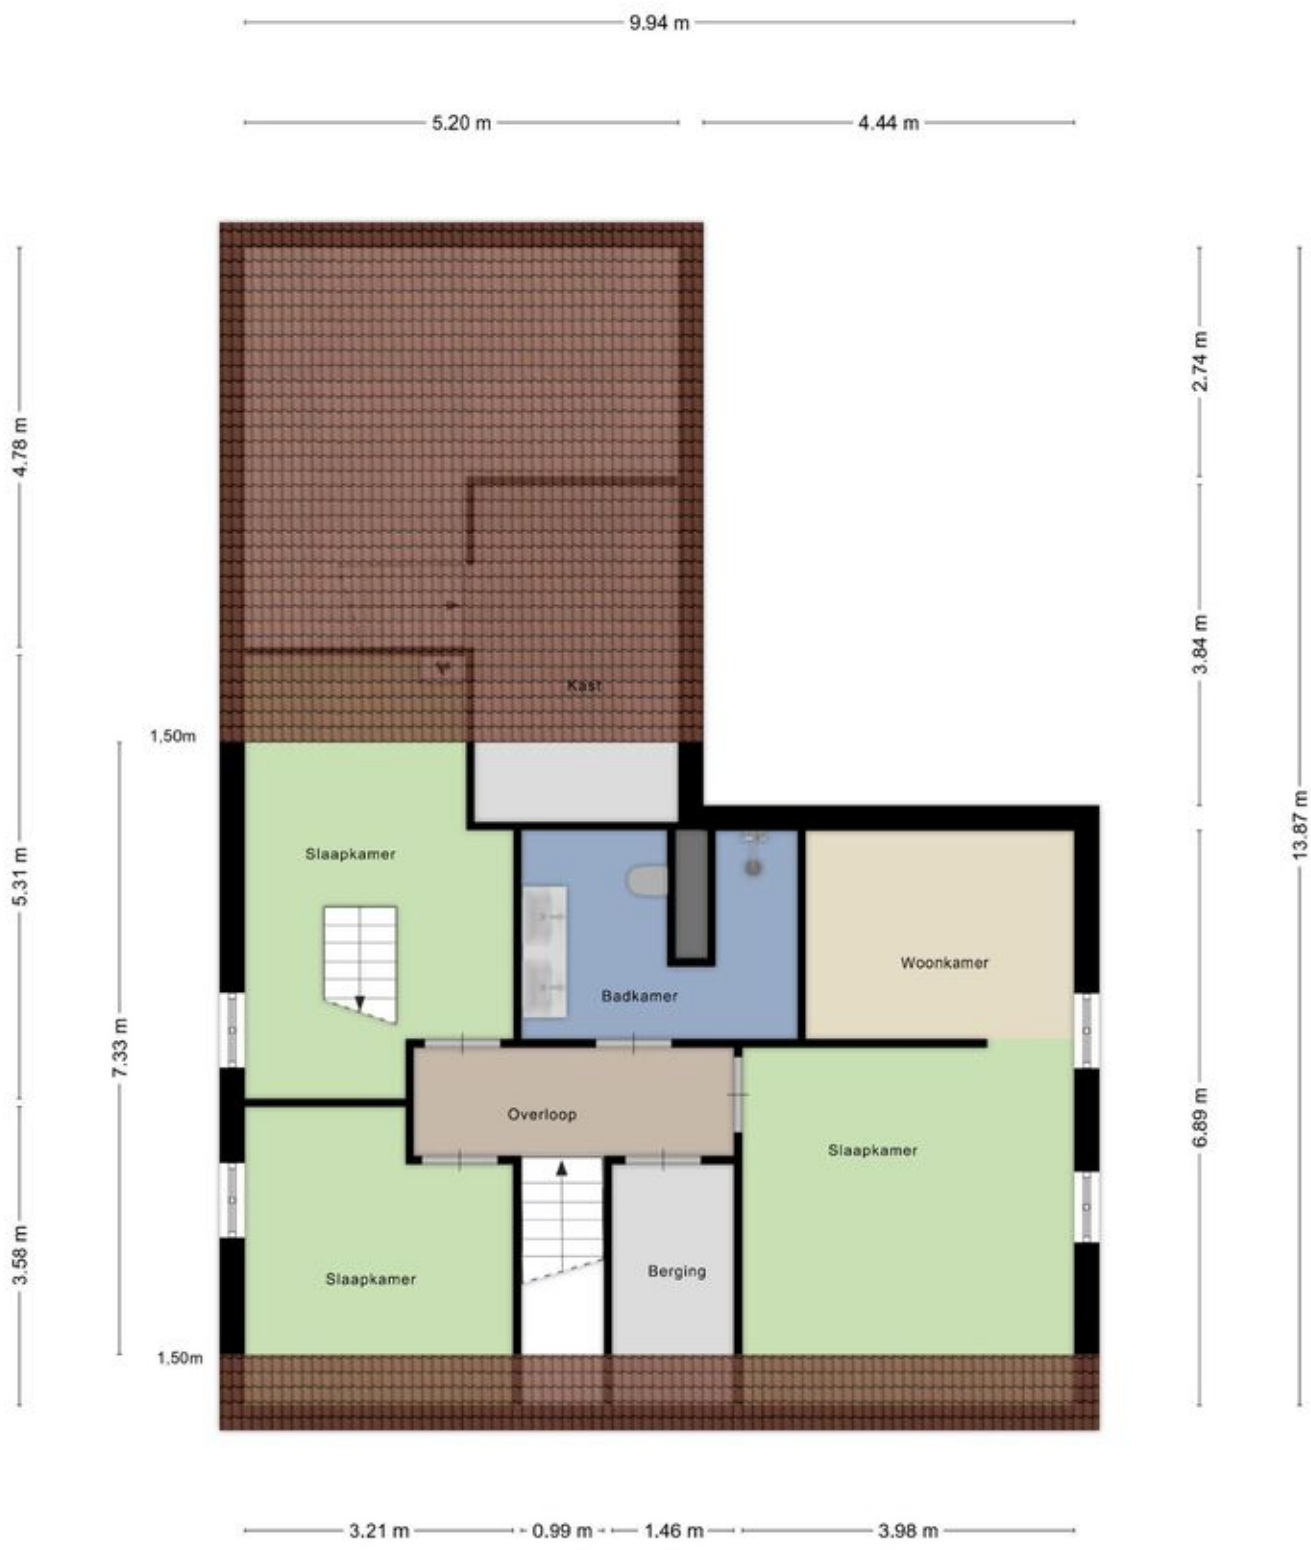 9.94 m
5.20 m
4.44 m
2.74 m
4.78 m
3.84 m
Kast
1,50m
13.87 m
Slaapkamer
5.31 m
Woonkamer
Badkamer
7.33 m
Overloop
6.89 m
Slaapkamer
3.58 m
Slaapkamer
Berging
1,50m
3.21 m
0.99 m
1.46 m
3.98 m